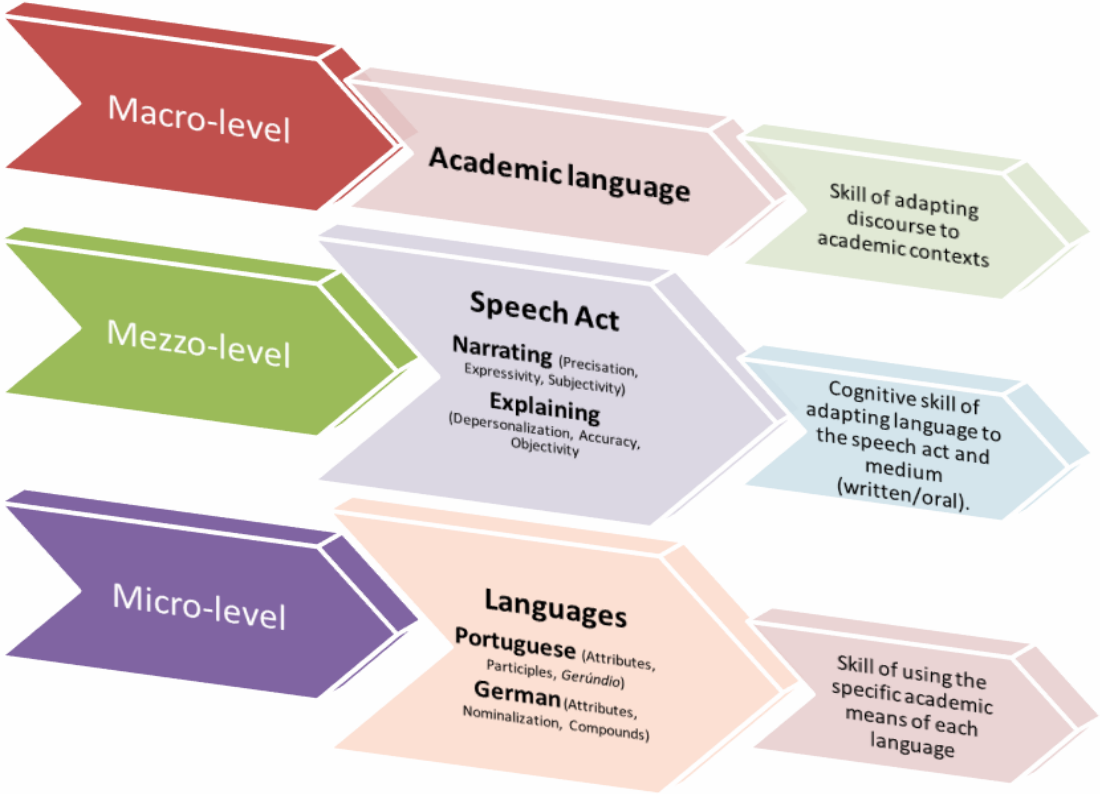 Macro-level
Academic language
Skill of adapting
discourse to
academic contexts
Mezzo-level
Speech Act
Narrating (Precisation,
Expressivity, Subjectivity)
Explaining
(Depersonalization, Accuracy,
Objectivity
Cognitive skill of
adapting language to
the speech act and
medium
(written/oral).
Micro-level
Languages
Portuguese (Attributes,
Participles, Gerúndio)
German (Attributes,
Nominalization, Compounds)
Skill of using the
specific academic
means of each
language